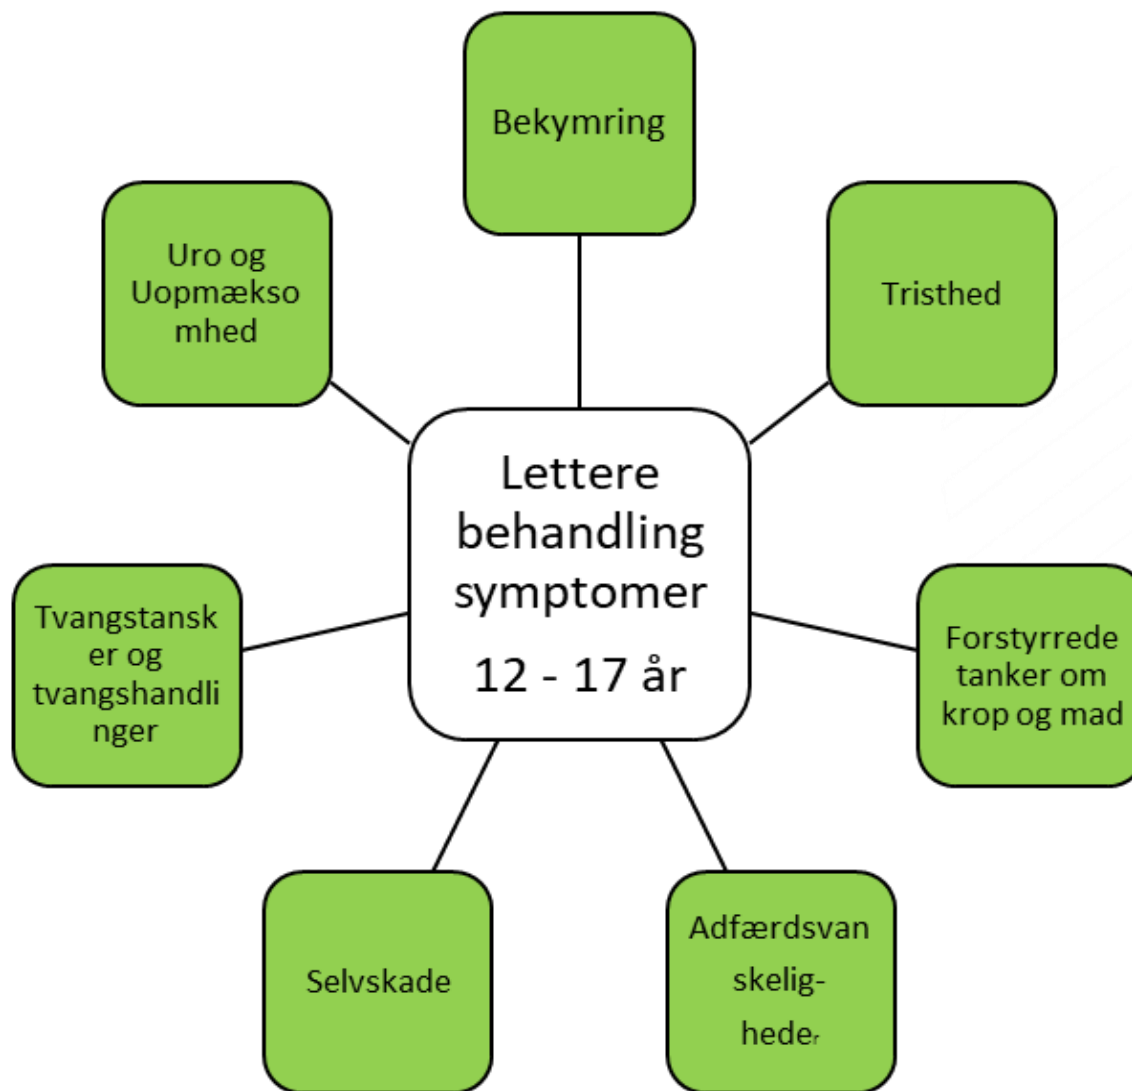 Bekymring
Tristhed
Forstyrrede
tanker om
krop og mad
Adfærdsvan
skelig-
heder
Selvskade
Tvangstansk
er og
tvangshandli
nger
Uro og
Uopmækso
mhed
Lettere
behandling
symptomer
12 - 17 år